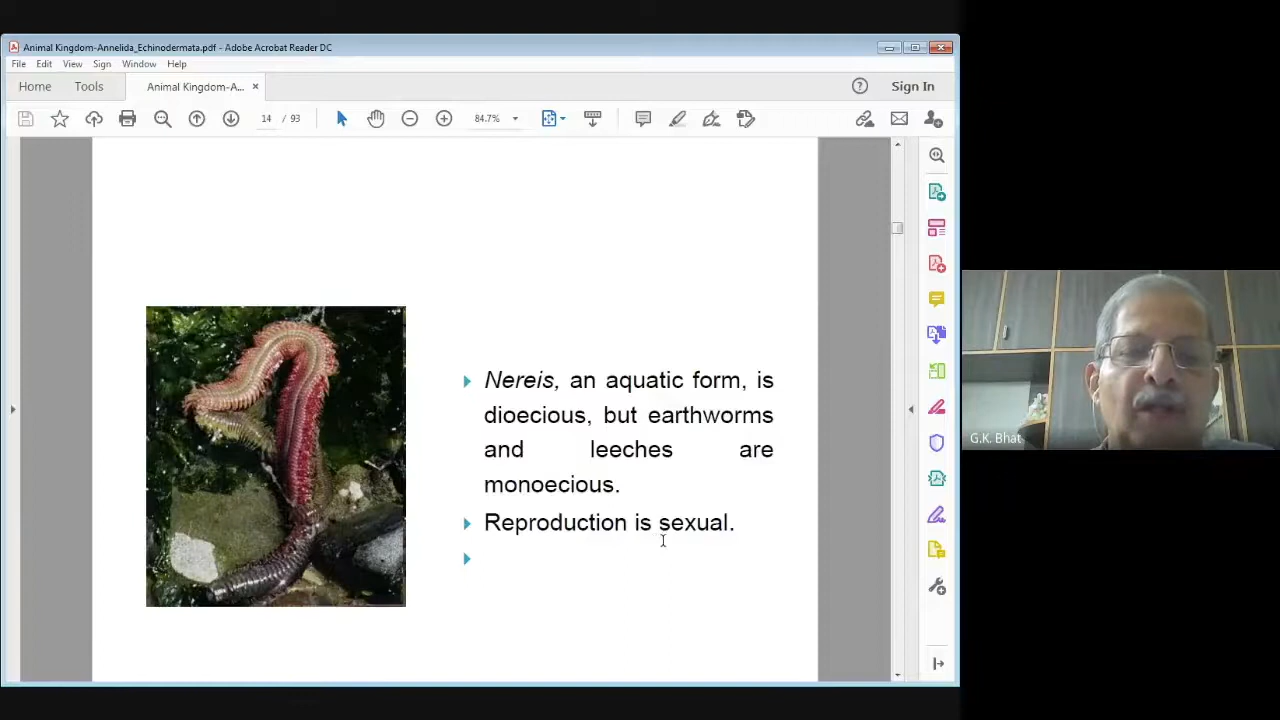 Animal Kingdom-Annelida_Echinodermata.pdf - Adobe Acrobat Reader DC
File Edit View Sign Window Help
Home Tools Animal Kingdom-A... Sign In
14 / 93 84.7%
Nereis, an aquatic form, is
dioecious, but earthworms
and leeches are
monoecious.
Reproduction is sexual.
G.K. Bhat